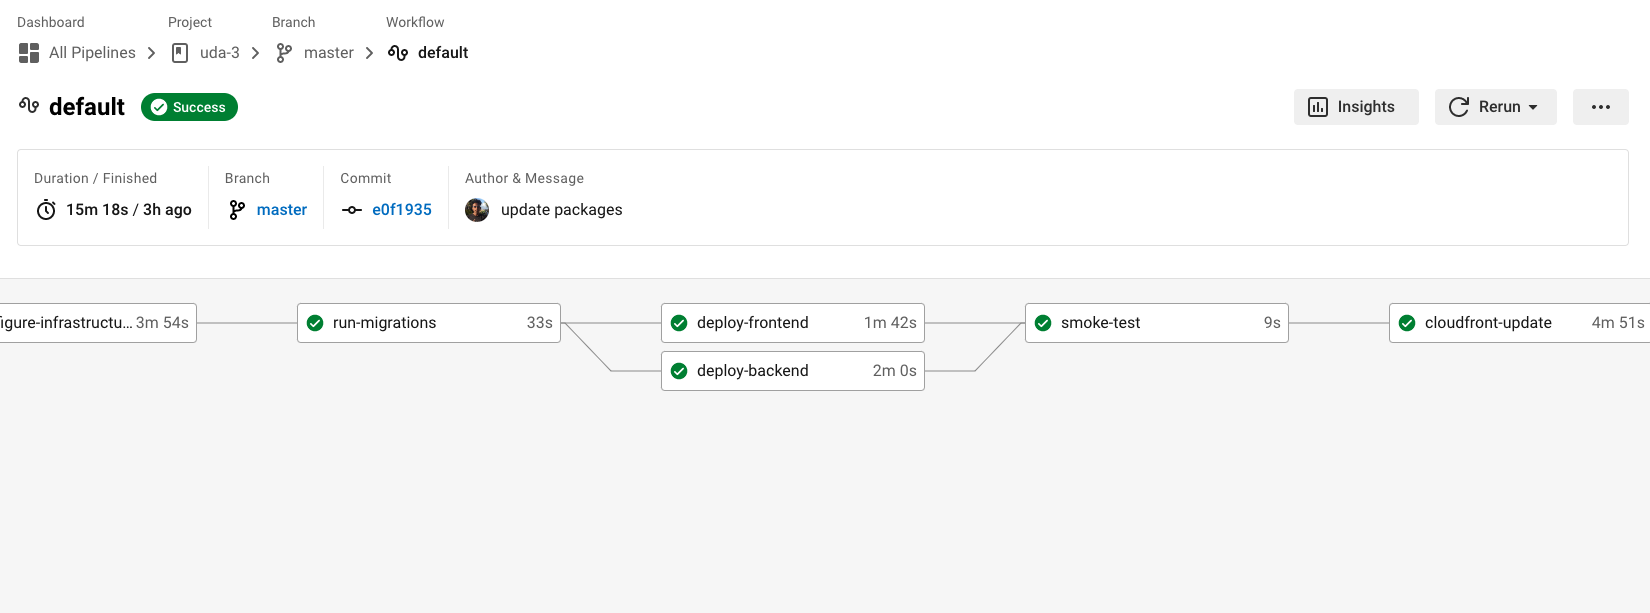 Dashboard Project Branch Workflow
All Pipelines uda-3 master default
default Success Insights Rerun
Duration / Finished Branch Commit Author & Message
15m 18s / 3h ago master e0f1935 update packages
igure-infrastructu... 3m 54s run-migrations 33s deploy-frontend 1m 42s smoke-test 9s cloudfront-update 4m 51s
deploy-backend 2m 0s